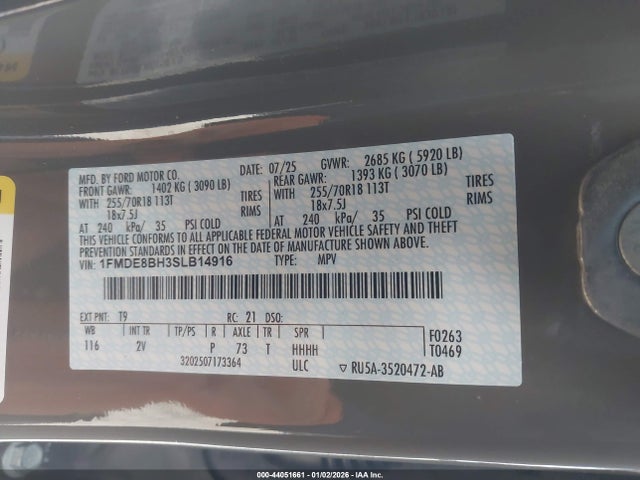 MFD. BY FORD MOTOR CO. 07/25 GVWR: 2685 KG ( 5920 LB)
FRONT GAWR: 1402 KG ( 3090 LB) REAR GAWR: 1393 KG ( 3070 LB)
WITH 255/70R18 113T TIRES WITH 255/70R18 113T TIRES
18x7.5J RIMS 18x7.5J RIMS
AT 240 kPa/ 35 PSI COLD AT 240 kPa/ 35 PSI COLD
THIS VEHICLE CONFORMS TO ALL APPLICABLE FEDERAL MOTOR VEHICLE SAFETY AND THEFT
PREVENTION STANDARDS IN EFFECT ON THE DATE OF MANUFACTURE SHOWN ABOVE.
VIN: 1FMDE8BH3SLB14916 TYPE: MPV
EXT PNT: T9 RC: 21 DSO:
WB INT TR TP/PS R AXLE TR SPR
116 2V P 73 T HHHH
3202507173364 ULC
F0263
T0469
RU5A-3520472-AB
000-44051661 - 01/02/2026 - IAA Inc.